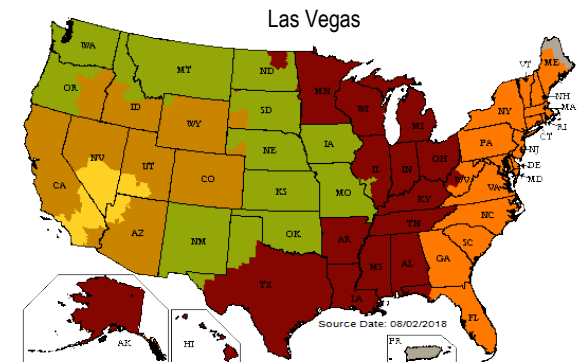 Las Vegas
WA
MT
ND
MN
OR
ID
WY
SD
WI
MI
VT
ME
NH
MA
NY
RI
CT
NV
UT
CO
NE
IA
IL
IN
OH
PA
NJ
DE
MD
CA
KS
MO
KY
WV
VA
AZ
NM
OK
AR
TN
NC
SC
TX
LA
MS
AL
GA
FL
AK
HI
Source Date: 08/02/2018
PR